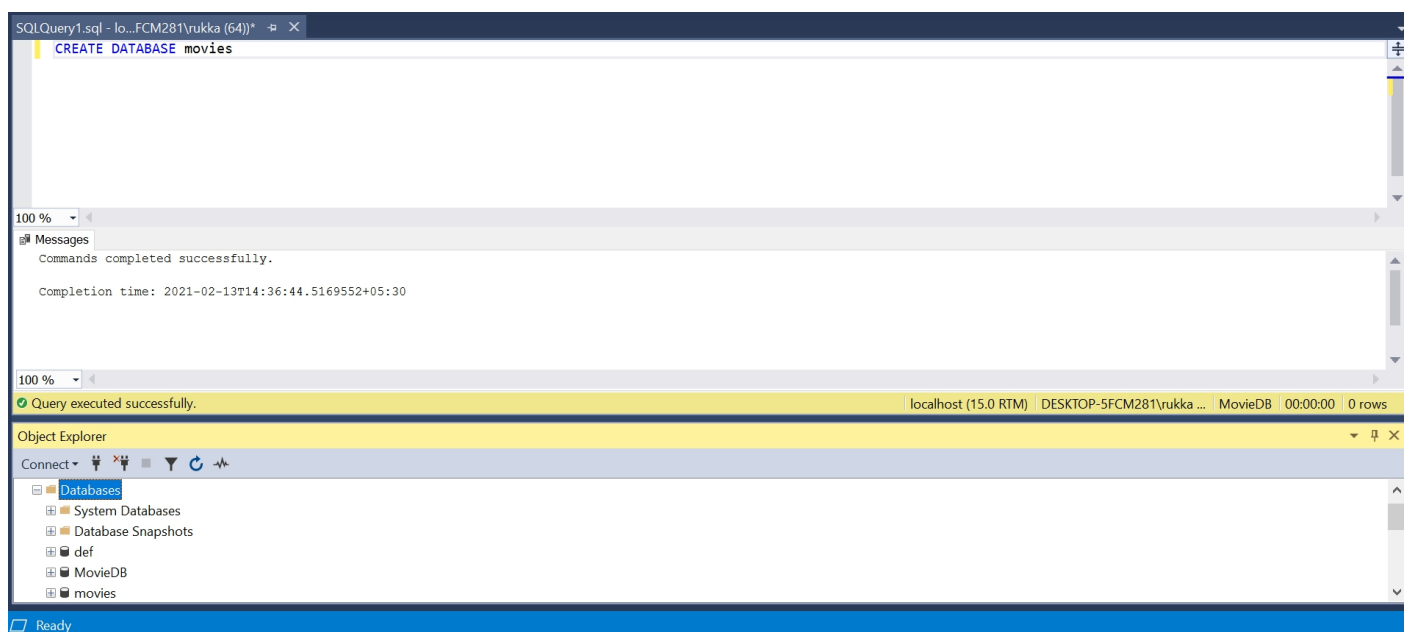 SQLQuery1.sql - lo...FCM281\rukka (64))*
CREATE DATABASE movies
100 %
Messages
Commands completed successfully.
Completion time: 2021-02-13T14:36:44.5169552+05:30
100 %
Query executed successfully. localhost (15.0 RTM) DESKTOP-5FCM281\rukka ... MovieDB 00:00:00 0 rows
Object Explorer
Connect
Databases
System Databases
Database Snapshots
def
MovieDB
movies
Ready